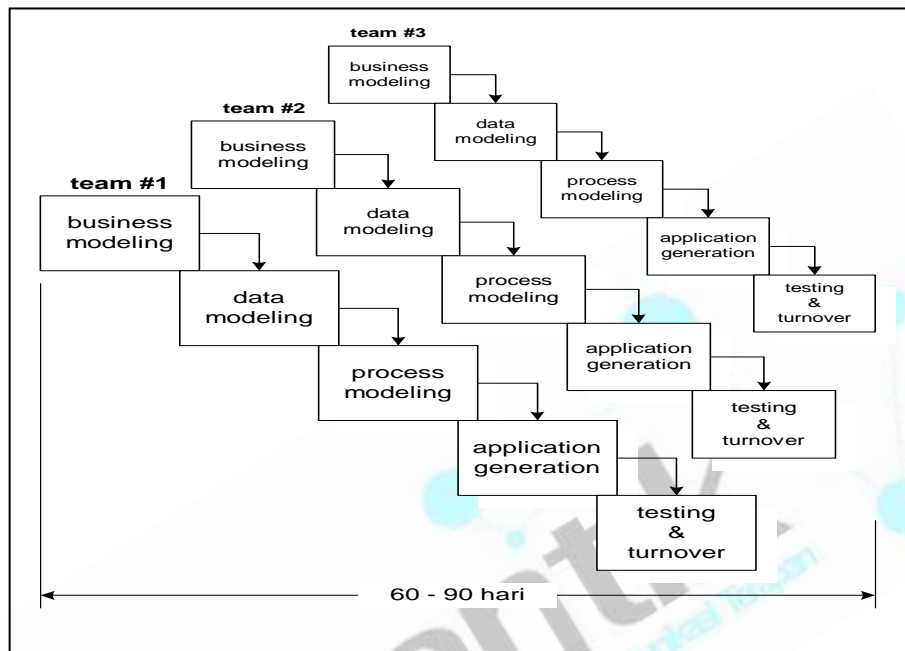 team #3
business
modeling
data
modeling
process
modeling
application
generation
testing
&
turnover
team #2
business
modeling
data
modeling
process
modeling
application
generation
testing
&
turnover
team #1
business
modeling
data
modeling
process
modeling
application
generation
testing
&
turnover
60 - 90 hari